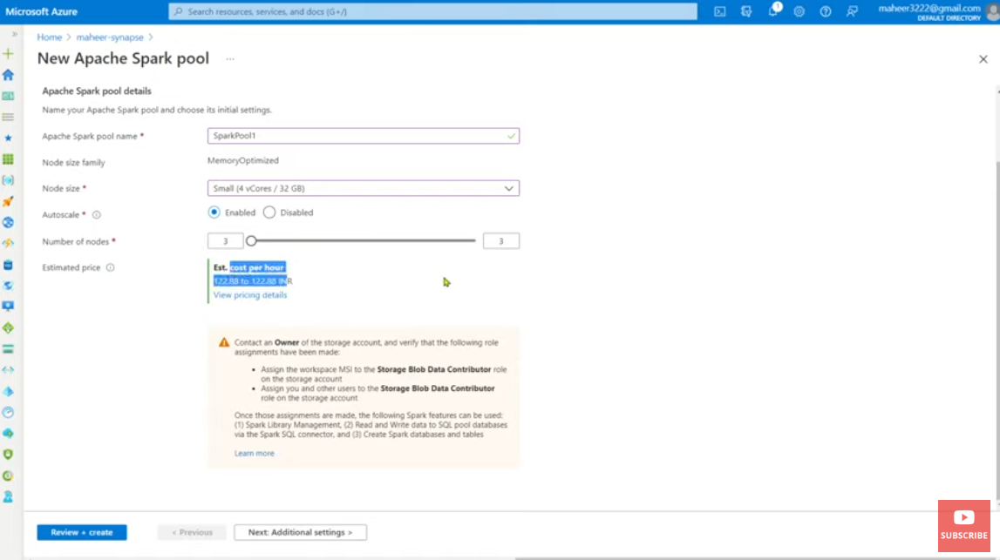 Microsoft Azure
Search resources, services, and docs (G+/)
1
maheer3222@gmail.com
DEFAULT DIRECTORY
Home > maheer-synapse >
New Apache Spark pool ...
Apache Spark pool details
Name your Apache Spark pool and choose its initial settings.
Apache Spark pool name *
SparkPool1
Node size family
MemoryOptimized
Node size *
Small (4 vCores / 32 GB)
Autoscale *
Enabled
Disabled
Number of nodes *
3
3
Estimated price
Est. cost per hour
122.88 to 122.88 INR
View pricing details
Contact an Owner of the storage account, and verify that the following role
assignments have been made:
• Assign the workspace MSI to the Storage Blob Data Contributor role
on the storage account
• Assign you and other users to the Storage Blob Data Contributor
role on the storage account
Once those assignments are made, the following Spark features can be used:
(1) Spark Library Management, (2) Read and Write data to SQL pool databases
via the Spark SQL connector, and (3) Create Spark databases and tables
Learn more
Review + create
< Previous
Next: Additional settings >
SUBSCRIBE